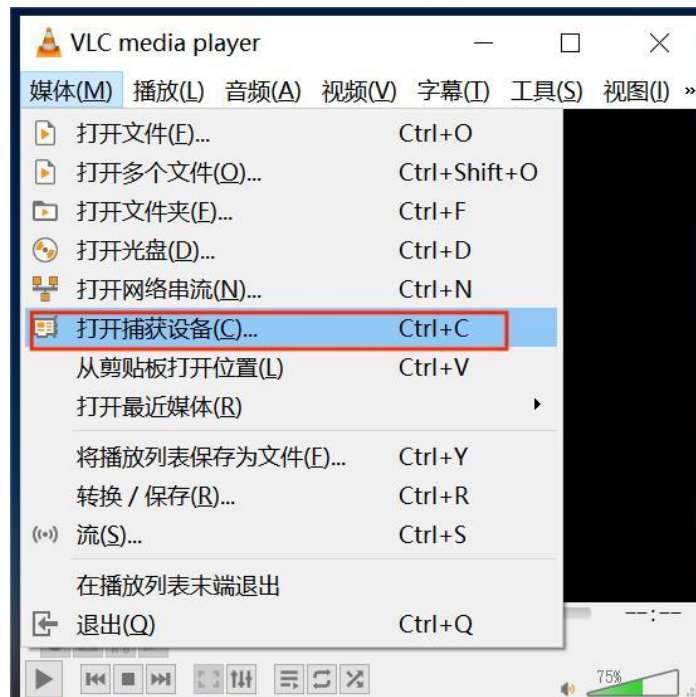 VLC media player
媒体(M) 播放(L) 音频(A) 视频(V) 字幕(T) 工具(S) 视图(I) »
打开文件(F)... Ctrl+O
打开多个文件(O)... Ctrl+Shift+O
打开文件夹(F)... Ctrl+F
打开光盘(D)... Ctrl+D
打开网络串流(N)... Ctrl+N
打开捕获设备(C)... Ctrl+C
从剪贴板打开位置(L) Ctrl+V
打开最近媒体(R)
将播放列表保存为文件(F)... Ctrl+Y
转换 / 保存(R)... Ctrl+R
流(S)... Ctrl+S
在播放列表末端退出
退出(Q) Ctrl+Q
--:--
75%